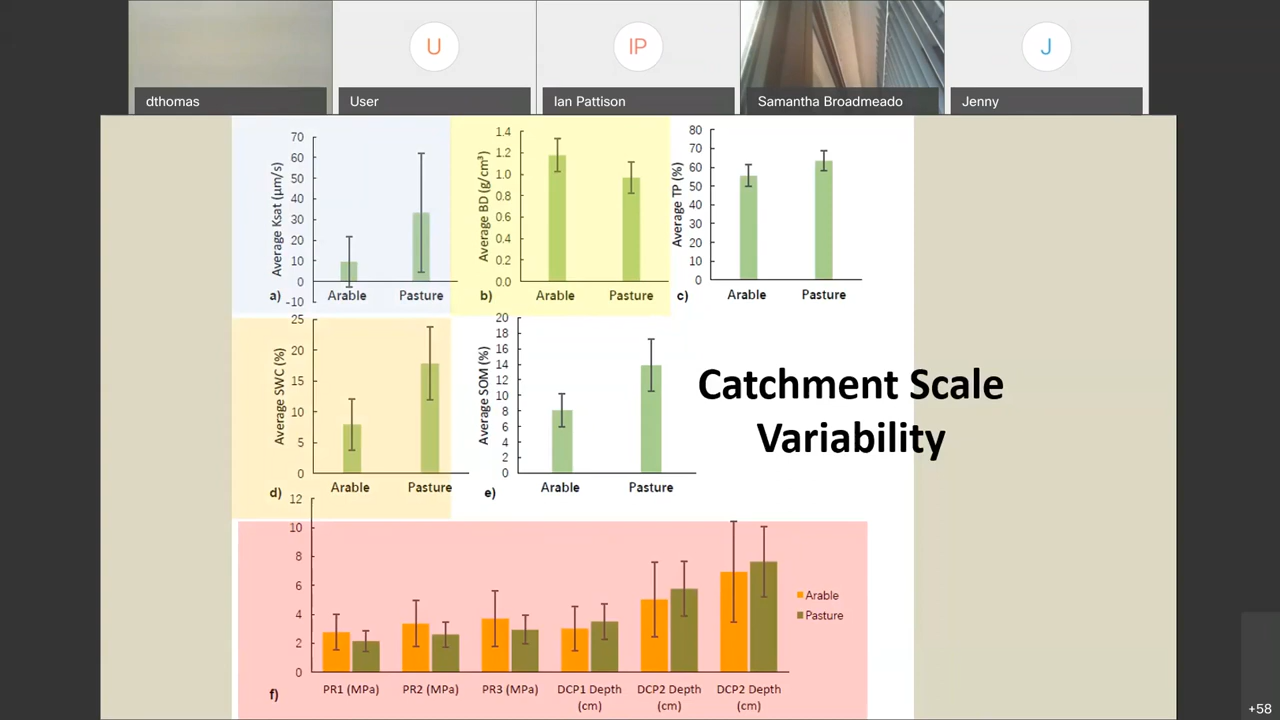 U
IP
J
dthomas
User
Ian Pattison
Samantha Broadmeado
Jenny
70
60
50
40
30
20
10
0
-10
Average Ksat (µm/s)
Arable
Pasture
a)
1.4
1.2
1.0
0.8
0.6
0.4
0.2
0.0
Average BD (g/cm³)
Arable
Pasture
b)
80
70
60
50
40
30
20
10
0
Average TP (%)
Arable
Pasture
c)
25
20
15
10
5
0
Average SWC (%)
Arable
Pasture
d)
20
18
16
14
12
10
8
6
4
2
0
Average SOM (%)
Arable
Pasture
e)
Catchment Scale
Variability
12
10
8
6
4
2
0
Arable
Pasture
PR1 (MPa)
PR2 (MPa)
PR3 (MPa)
DCP1 Depth
(cm)
DCP2 Depth
(cm)
DCP2 Depth
(cm)
f)
+58